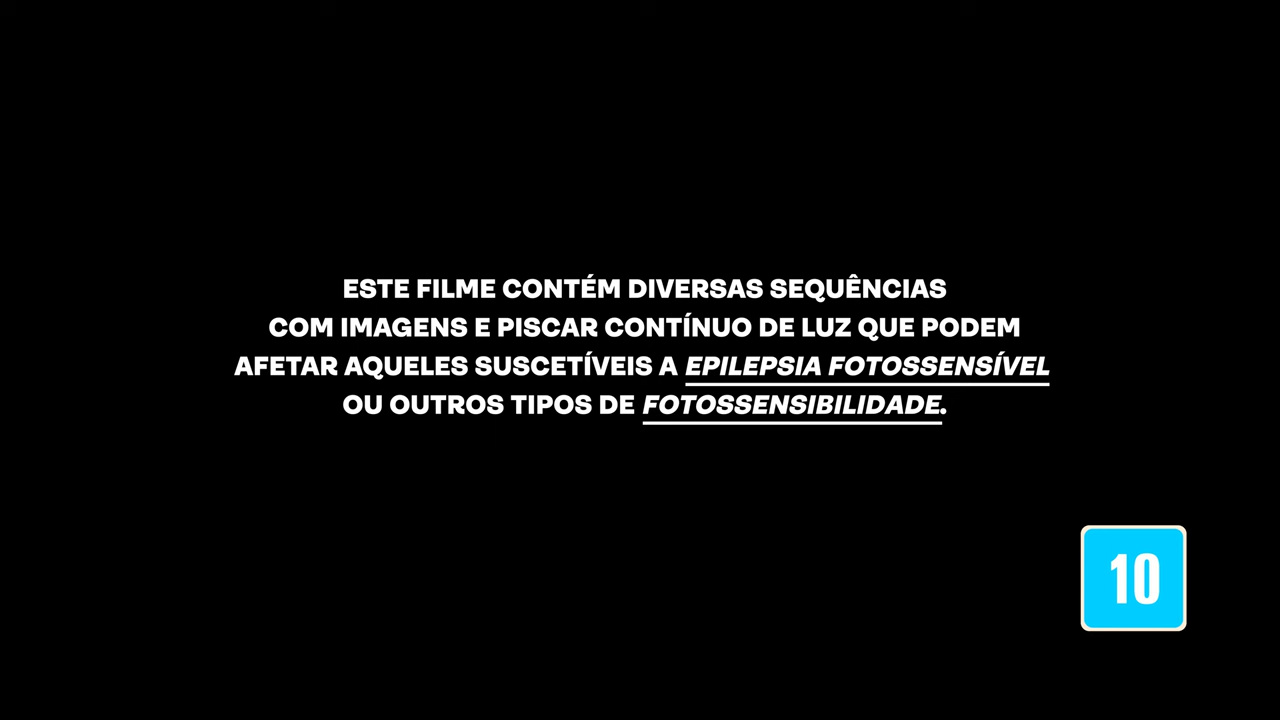 ESTE FILME CONTÉM DIVERSAS SEQUÊNCIAS
COM IMAGENS E PISCAR CONTÍNUO DE LUZ QUE PODEM
AFETAR AQUELES SUSCETÍVEIS A EPILEPSIA FOTOSSENSÍVEL
OU OUTROS TIPOS DE FOTOSSENSIBILIDADE.
10